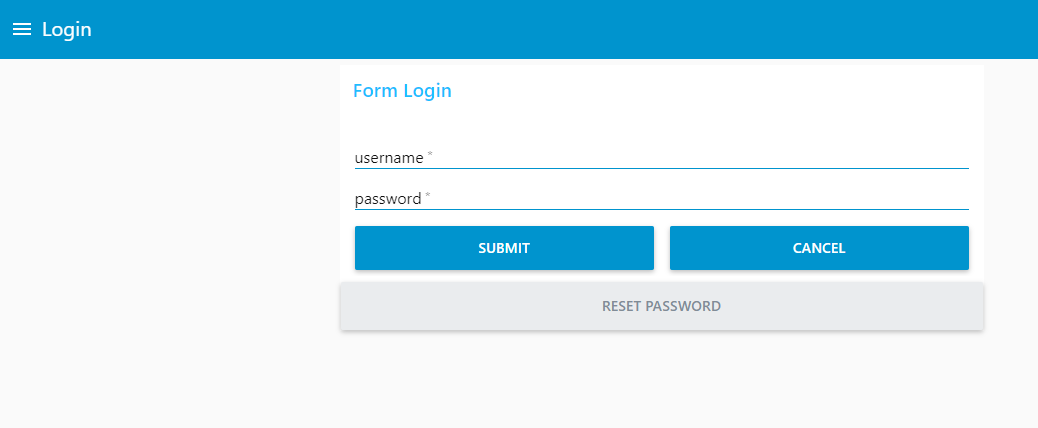 Login
Form Login
username *
password *
SUBMIT CANCEL
RESET PASSWORD